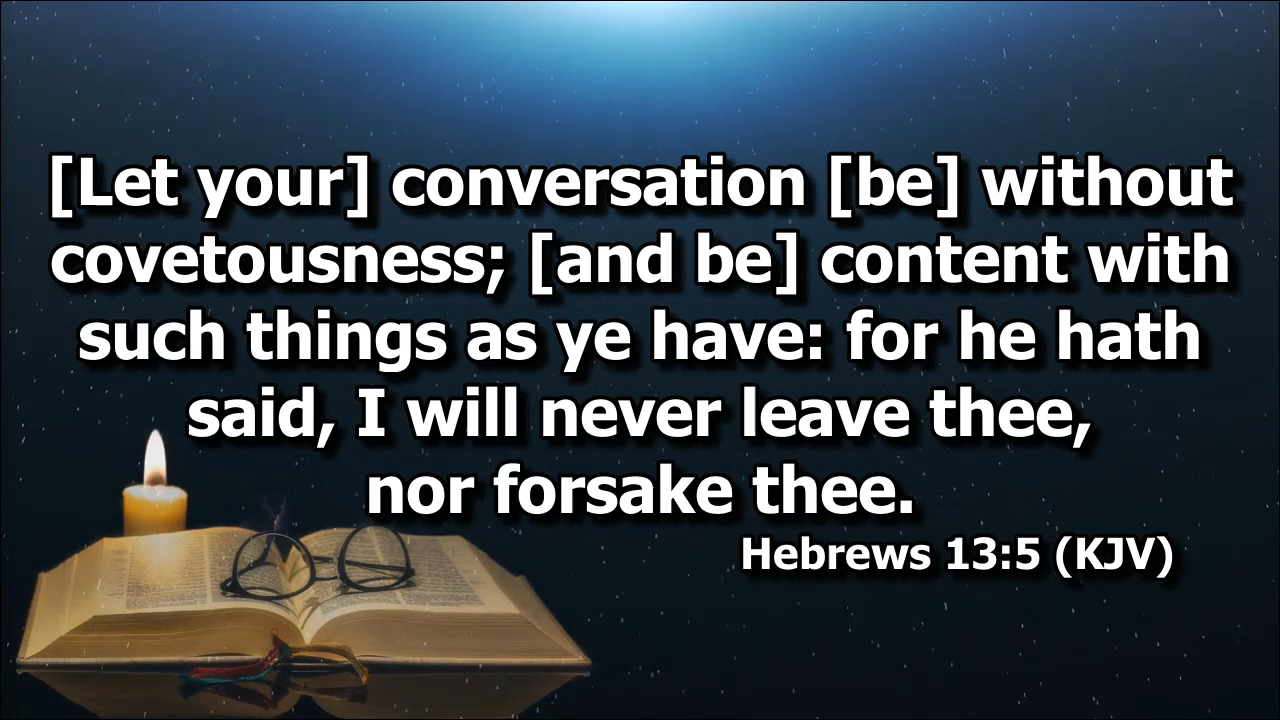 [Let your] conversation [be] without
covetousness; [and be] content with
such things as ye have: for he hath
said, I will never leave thee,
nor forsake thee.
Hebrews 13:5 (KJV)